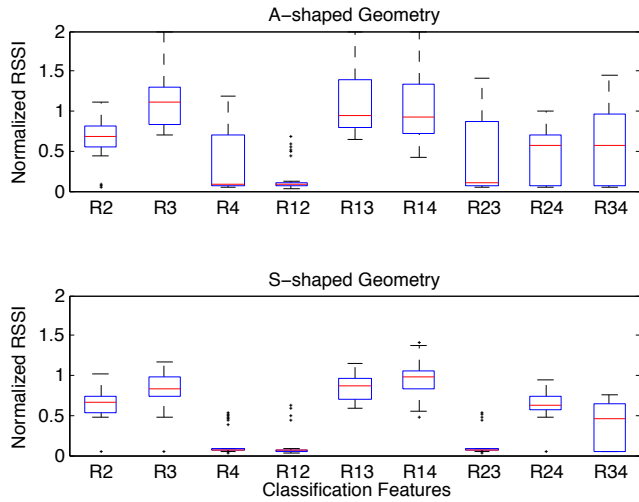 A-shaped Geometry
Normalized RSSI
2
1.5
1
0.5
0
R2 R3 R4 R12 R13 R14 R23 R24 R34
S-shaped Geometry
Normalized RSSI
2
1.5
1
0.5
0
R2 R3 R4 R12 R13 R14 R23 R24 R34
Classification Features